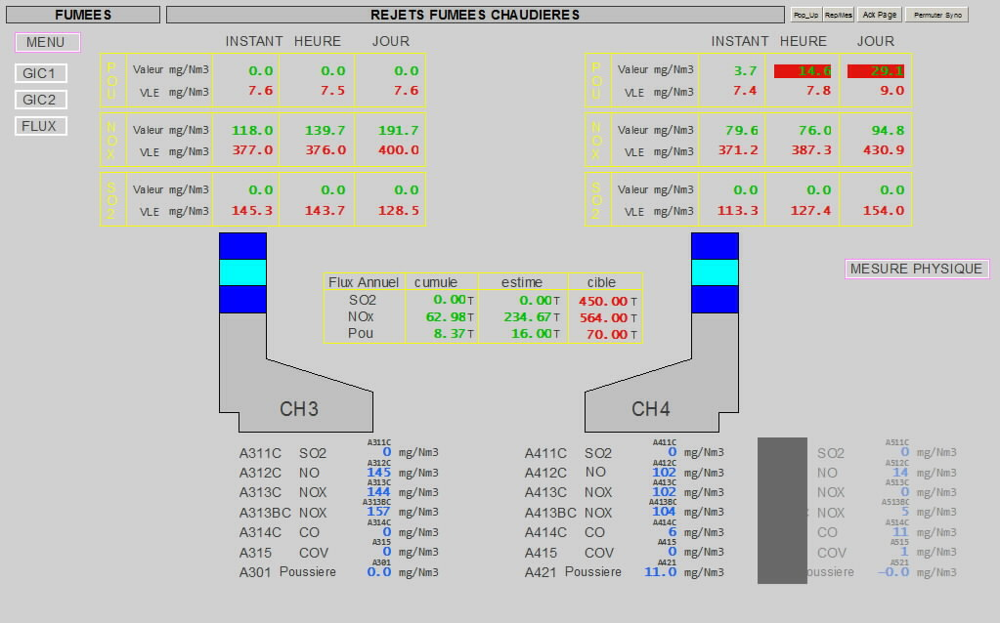 FUMEES REJETS FUMEES CHAUDIERES Pop_Up Rep/Mes Ack Page Permuter Syno
MENU INSTANT HEURE JOUR INSTANT HEURE JOUR
POU Valeur mg/Nm3 0.0 0.0 0.0 POU Valeur mg/Nm3 3.7 14.6 29.1
VLE mg/Nm3 7.6 7.5 7.6 VLE mg/Nm3 7.4 7.8 9.0
GIC1
GIC2
FLUX
NOX Valeur mg/Nm3 118.0 139.7 191.7 NOX Valeur mg/Nm3 79.6 76.0 94.8
VLE mg/Nm3 377.0 376.0 400.0 VLE mg/Nm3 371.2 387.3 430.9
SO2 Valeur mg/Nm3 0.0 0.0 0.0 SO2 Valeur mg/Nm3 0.0 0.0 0.0
VLE mg/Nm3 145.3 143.7 128.5 VLE mg/Nm3 113.3 127.4 154.0
MESURE PHYSIQUE
Flux Annuel cumule estime cible
SO2 0.00T 0.00T 450.00 T
NOx 62.98T 234.67T 564.00 T
Pou 8.37T 16.00T 70.00 T
CH3 CH4
A311C A411C A511C
A311C SO2 0 mg/Nm3 A411C SO2 0 mg/Nm3 SO2 0 mg/Nm3
A312C A412C A512C
A312C NO 145 mg/Nm3 A412C NO 102 mg/Nm3 NO 14 mg/Nm3
A313C A413C A513C
A313C NOX 144 mg/Nm3 A413C NOX 102 mg/Nm3 NOX 0 mg/Nm3
A313BC A413BC A513BC
A313BC NOX 157 mg/Nm3 A413BC NOX 104 mg/Nm3 NOX 5 mg/Nm3
A314C A414C A514C
A314C CO 0 mg/Nm3 A414C CO 6 mg/Nm3 CO 11 mg/Nm3
A315 A415 A515
A315 COV 0 mg/Nm3 A415 COV 0 mg/Nm3 COV 1 mg/Nm3
A301 A421 A521
A301 Poussiere 0.0 mg/Nm3 A421 Poussiere 11.0 mg/Nm3 oussiere -0.0 mg/Nm3